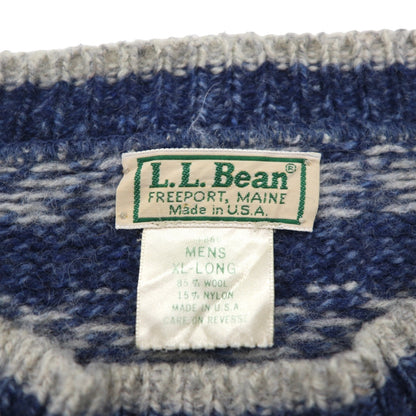 L.L. Bean®
FREEPORT, MAINE
Made in U.S.A.
MENS
XL-LONG
85% WOOL
15% NYLON
MADE IN U.S.A.
CARE ON REVERSE